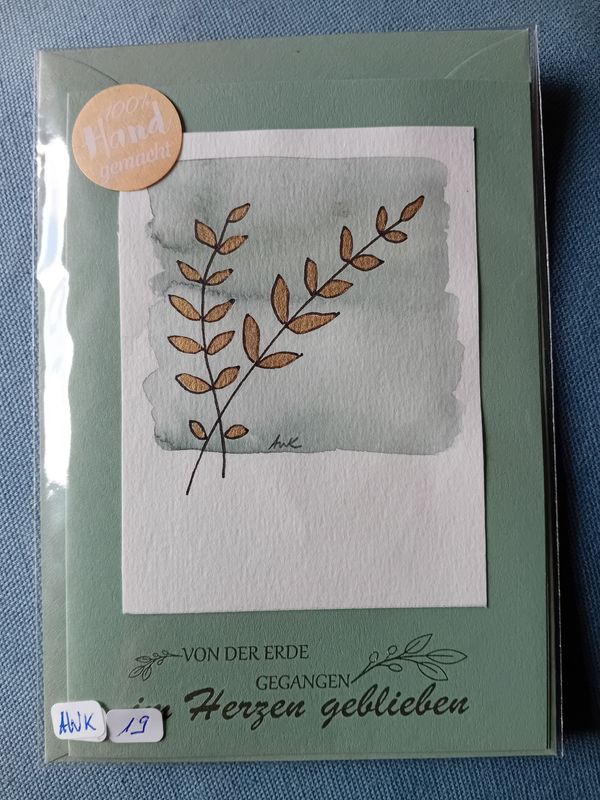 100%
Hand
gemacht
AWK
VON DER ERDE
GEGANGEN
im Herzen geblieben
AWK
19